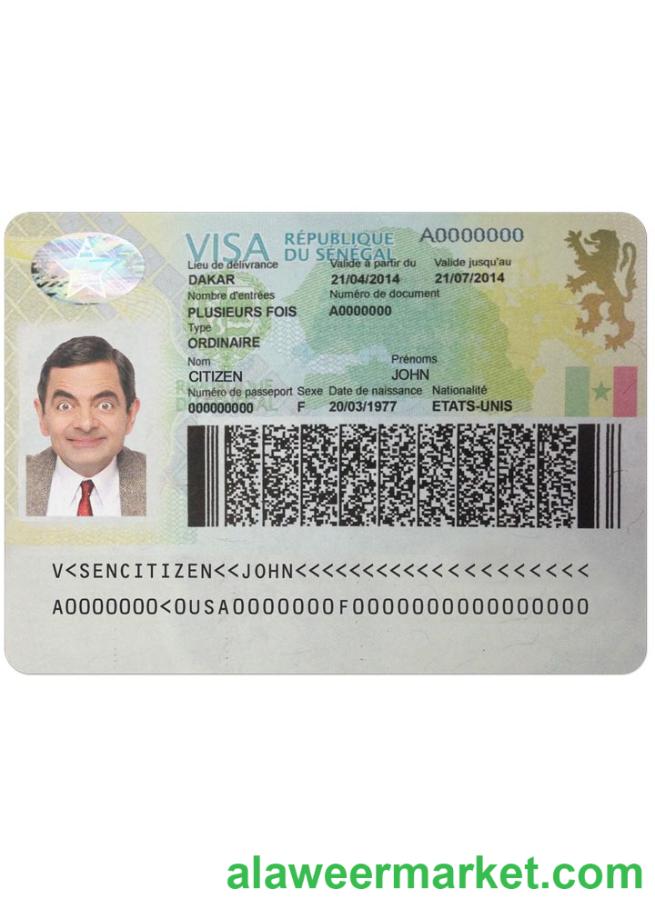 VISA RÉPUBLIQUE DU SÉNÉGAL A0000000
Lieu de délivrance Valide à partir du Valide jusqu'au
DAKAR 21/04/2014 21/07/2014
Nombre d'entrées Numéro de document
PLUSIEURS FOIS A0000000
Type
ORDINAIRE
Nom Prénoms
CITIZEN JOHN
Numéro de passeport Sexe Date de naissance Nationalité
000000000 F 20/03/1977 ETATS-UNIS
V<SENCITIZEN<<JOHN<<<<<<<<<<<<<<<<<<<<<<
A0000000<0USA0000000F0000000000000000
alaweermarket.com